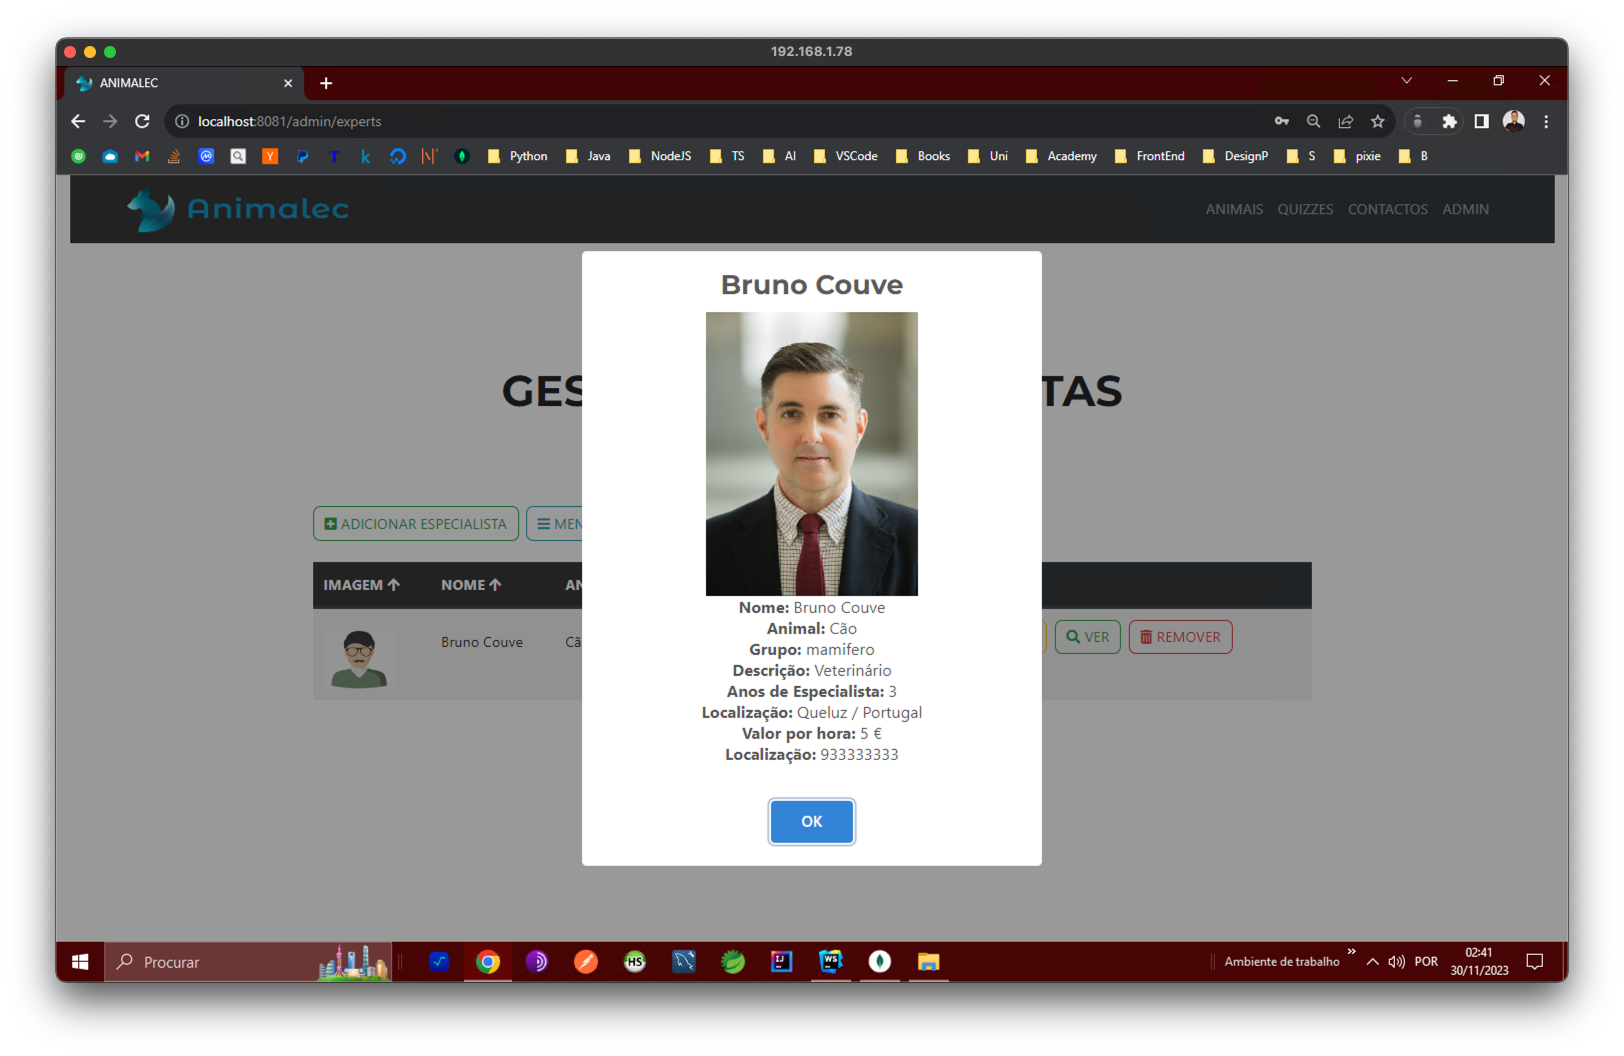 192.168.1.78
ANIMALEC
localhost:8081/admin/experts
Python Java NodeJS TS AI VSCode Books Uni Academy FrontEnd DesignP S pixie B
Animalec
ANIMAIS QUIZZES CONTACTOS ADMIN
Bruno Couve
GES TAS
ADICIONAR ESPECIALISTA MEN
IMAGEM NOME AN
Bruno Couve Cã VER REMOVER
Nome: Bruno Couve
Animal: Cão
Grupo: mamifero
Descrição: Veterinário
Anos de Especialista: 3
Localização: Queluz / Portugal
Valor por hora: 5 €
Localização: 933333333
OK
Procurar
HS
IJ
WS
Ambiente de trabalho
POR
02:41
30/11/2023